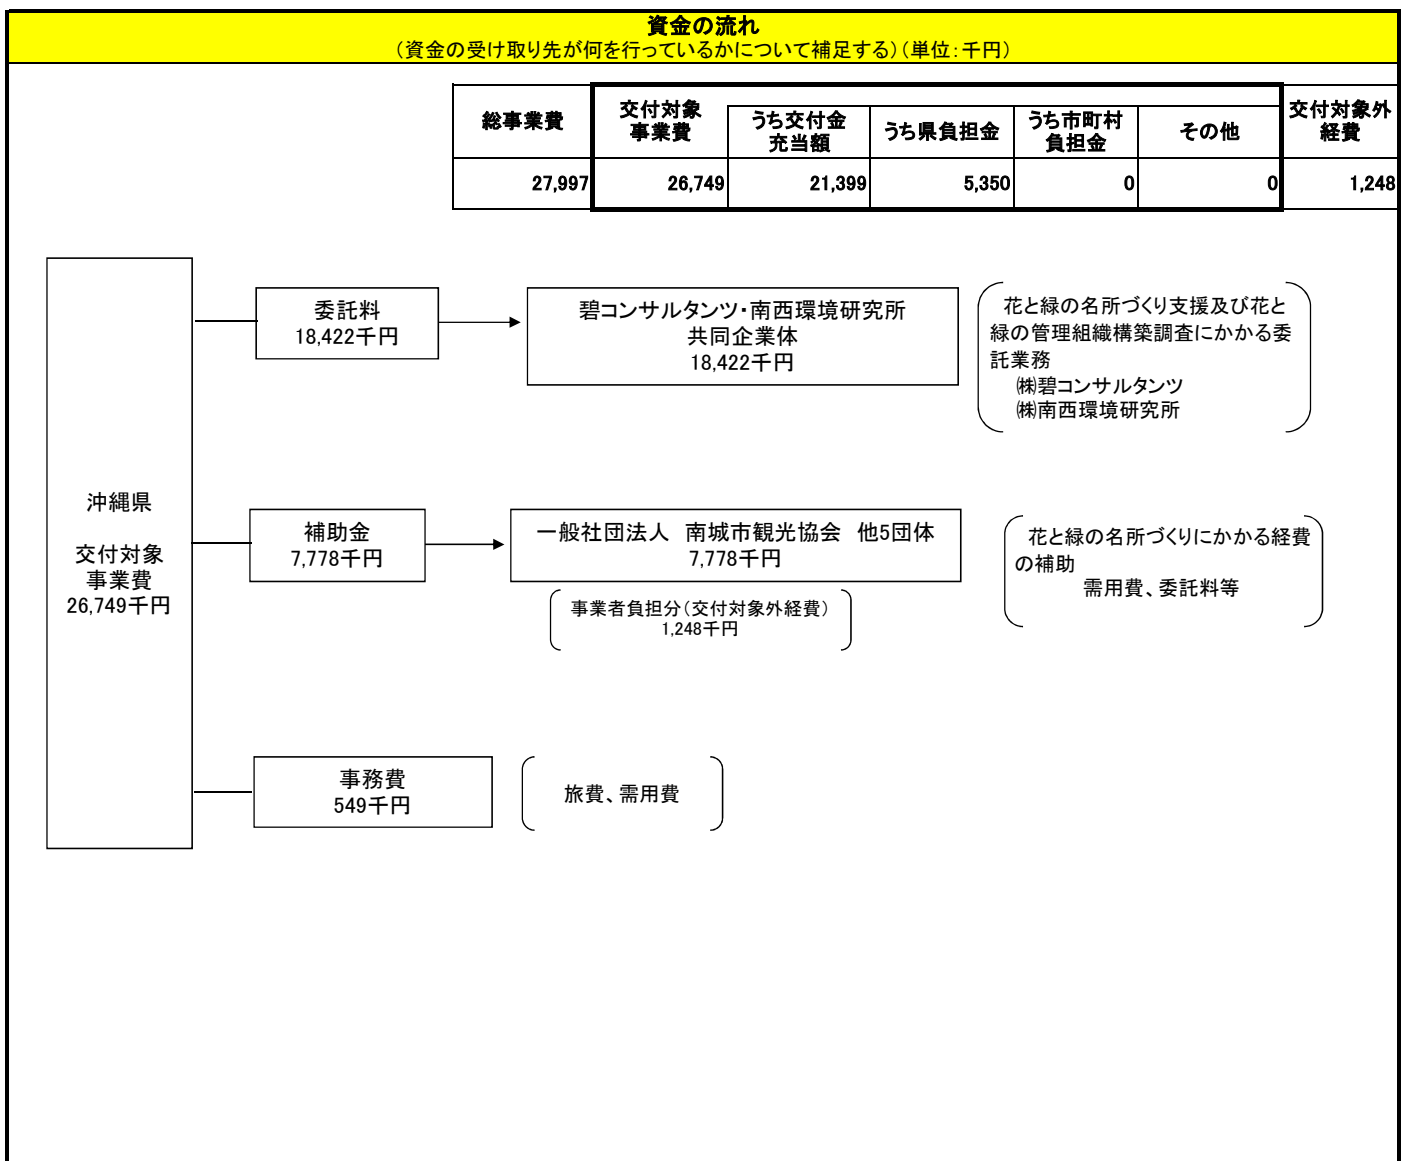 資金の流れ
（資金の受け取り先が何を行っているかについて補足する）（単位：千円）
総事業費
交付対象
事業費
うち交付金
充当額
うち県負担金
うち市町村
負担金
その他
交付対象外
経費
27,997
26,749
21,399
5,350
0
0
1,248
沖縄県
交付対象
事業費
26,749千円
委託料
18,422千円
碧コンサルタンツ・南西環境研究所
共同企業体
18,422千円
花と緑の名所づくり支援及び花と
緑の管理組織構築調査にかかる委
託業務
㈱碧コンサルタンツ
㈱南西環境研究所
補助金
7,778千円
一般社団法人　南城市観光協会　他5団体
7,778千円
事業者負担分（交付対象外経費）
1,248千円
花と緑の名所づくりにかかる経費
の補助
需用費、委託料等
事務費
549千円
旅費、需用費